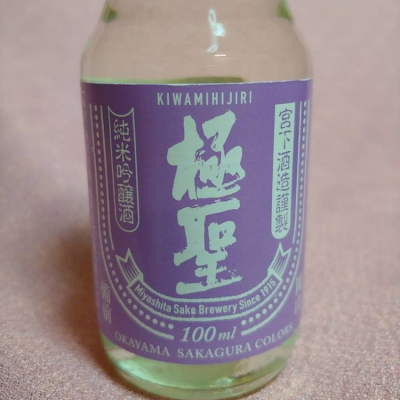 KIWAMIHIJIRI
極聖
純米吟醸酒
宮下酒造謹製
Miyashita Sake Brewery Since 1915
100ml
OKAYAMA SAKAGURA COLORS